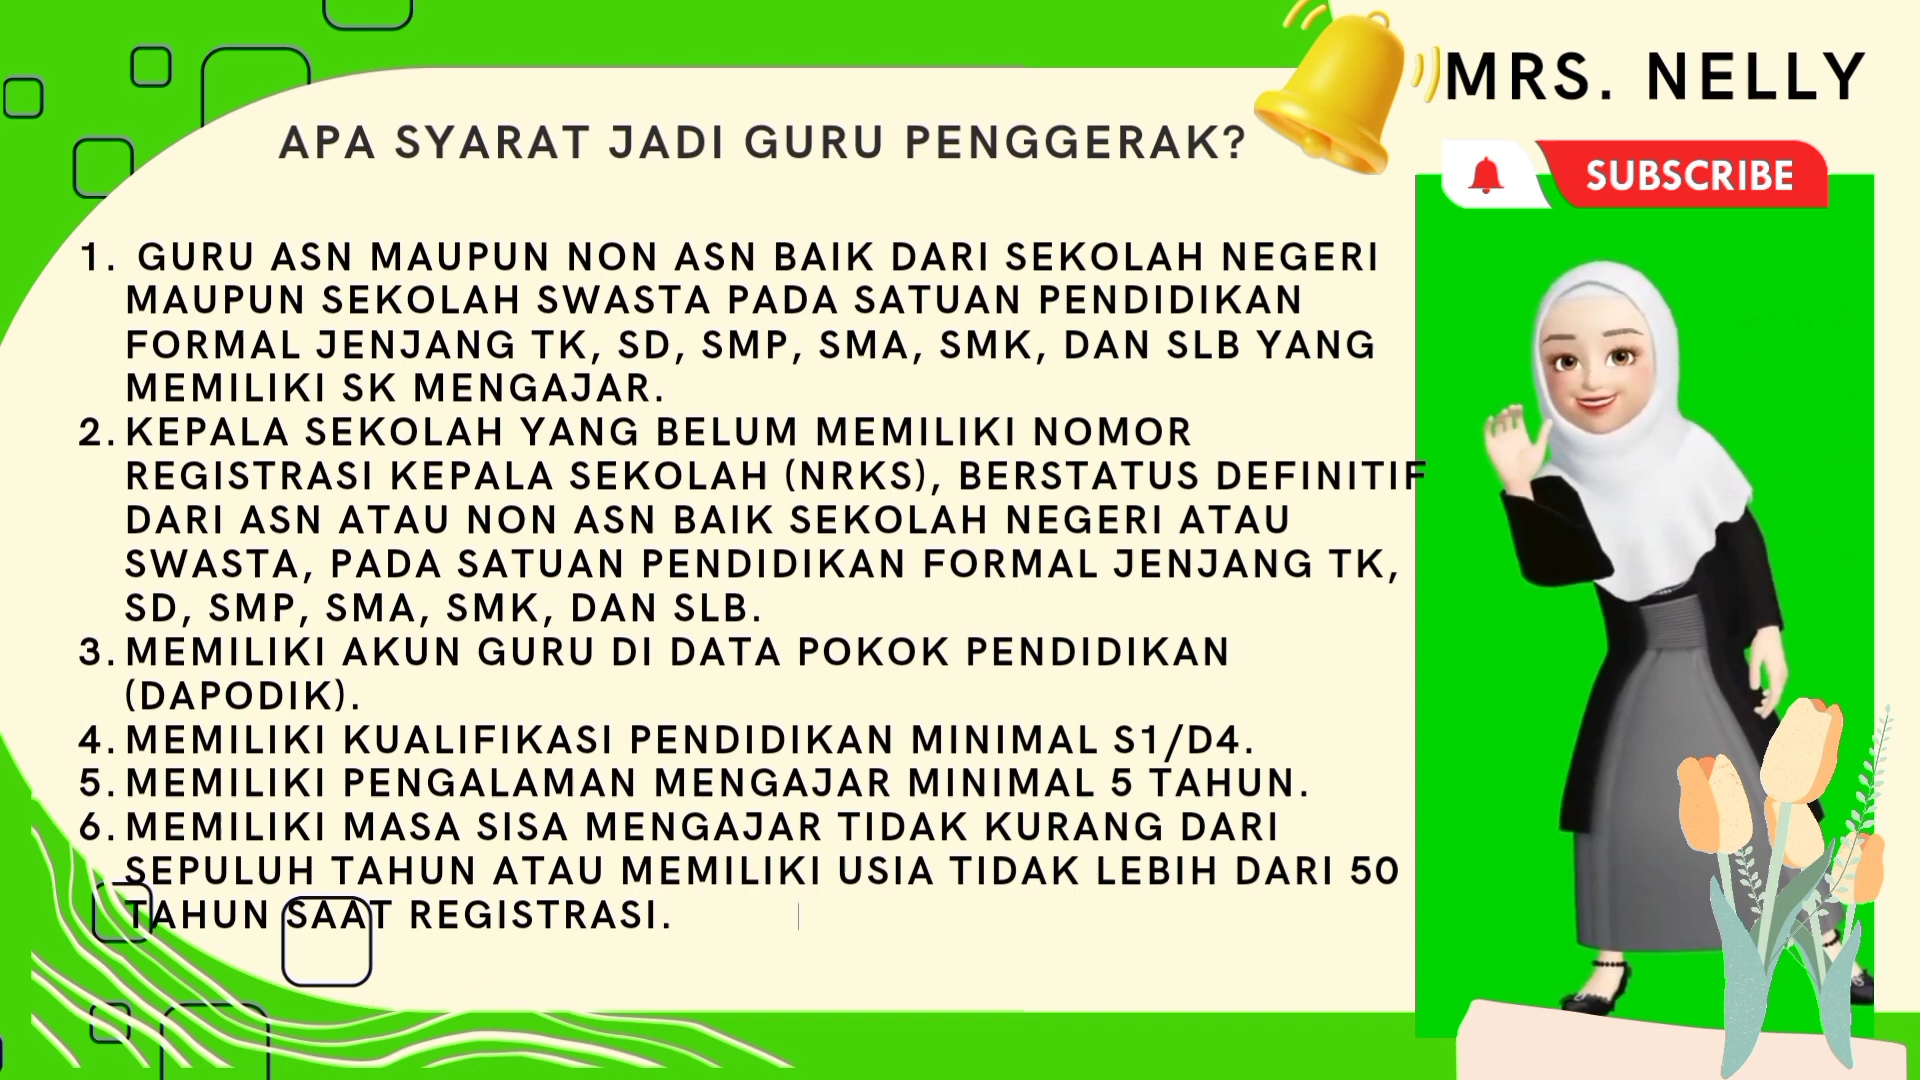 MRS. NELLY
APA SYARAT JADI GURU PENGGERAK?
SUBSCRIBE
1. GURU ASN MAUPUN NON ASN BAIK DARI SEKOLAH NEGERI
MAUPUN SEKOLAH SWASTA PADA SATUAN PENDIDIKAN
FORMAL JENJANG TK, SD, SMP, SMA, SMK, DAN SLB YANG
MEMILIKI SK MENGAJAR.
2. KEPALA SEKOLAH YANG BELUM MEMILIKI NOMOR
REGISTRASI KEPALA SEKOLAH (NRKS), BERSTATUS DEFINITIF
DARI ASN ATAU NON ASN BAIK SEKOLAH NEGERI ATAU
SWASTA, PADA SATUAN PENDIDIKAN FORMAL JENJANG TK,
SD, SMP, SMA, SMK, DAN SLB.
3. MEMILIKI AKUN GURU DI DATA POKOK PENDIDIKAN
(DAPODIK).
4. MEMILIKI KUALIFIKASI PENDIDIKAN MINIMAL S1/D4.
5. MEMILIKI PENGALAMAN MENGAJAR MINIMAL 5 TAHUN.
6. MEMILIKI MASA SISA MENGAJAR TIDAK KURANG DARI
SEPULUH TAHUN ATAU MEMILIKI USIA TIDAK LEBIH DARI 50
TAHUN SAAT REGISTRASI.